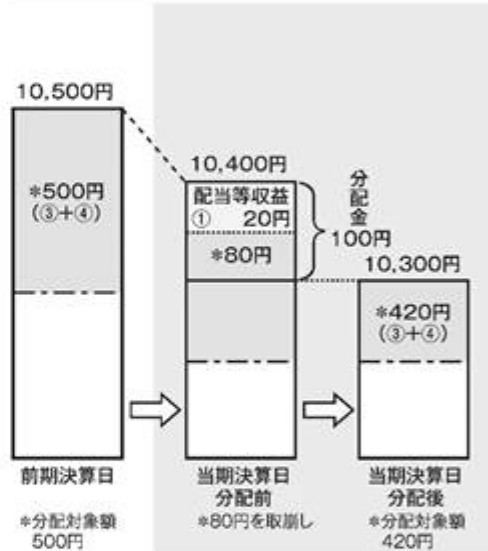 10,500円
*500円
(③+④)
前期決算日
*分配対象額
500円
10,400円
配当等収益
① 20円
*80円
分配金
100円
当期決算日
分配前
*80円を取崩し
10,300円
*420円
(③+④)
当期決算日
分配後
*分配対象額
420円